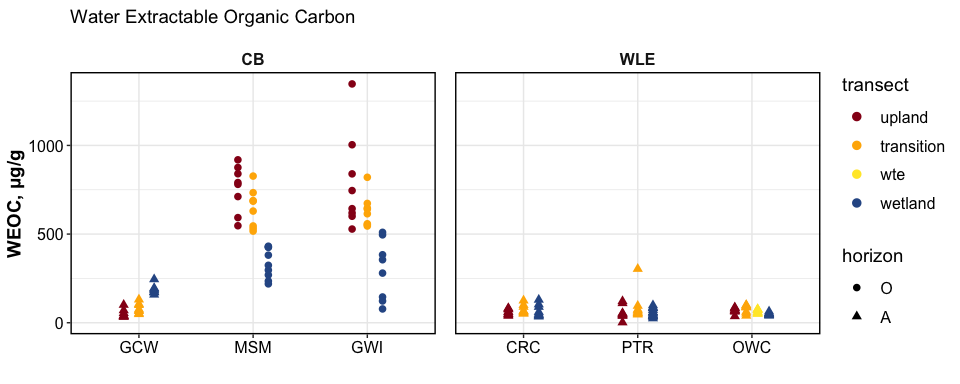 Water Extractable Organic Carbon
CB
WLE
WEOC, µg/g
1000
500
0
GCW MSM GWI
CRC PTR OWC
transect
upland
transition
wte
wetland
horizon
O
A